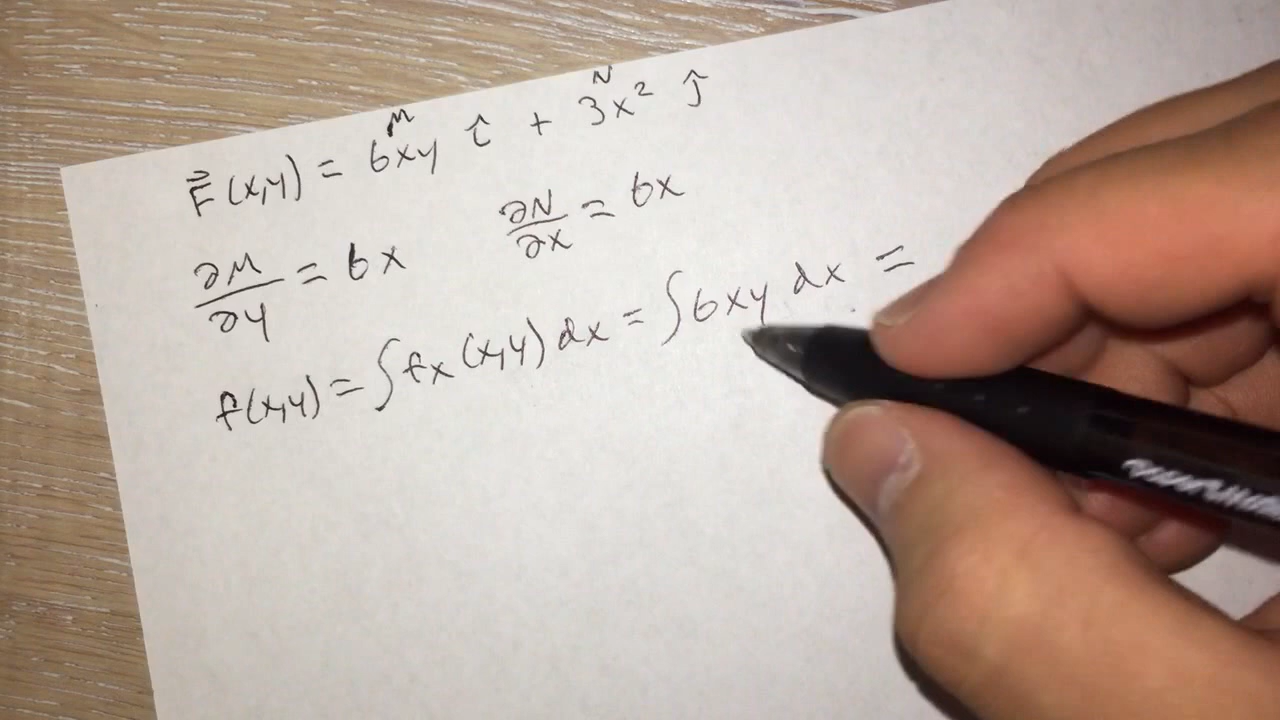 M N
F⃗(x,y) = 6xy î + 3x² ĵ
∂M/∂y = 6x ∂N/∂x = 6x
f(x,y) = ∫fx(x,y) dx = ∫6xy dx =